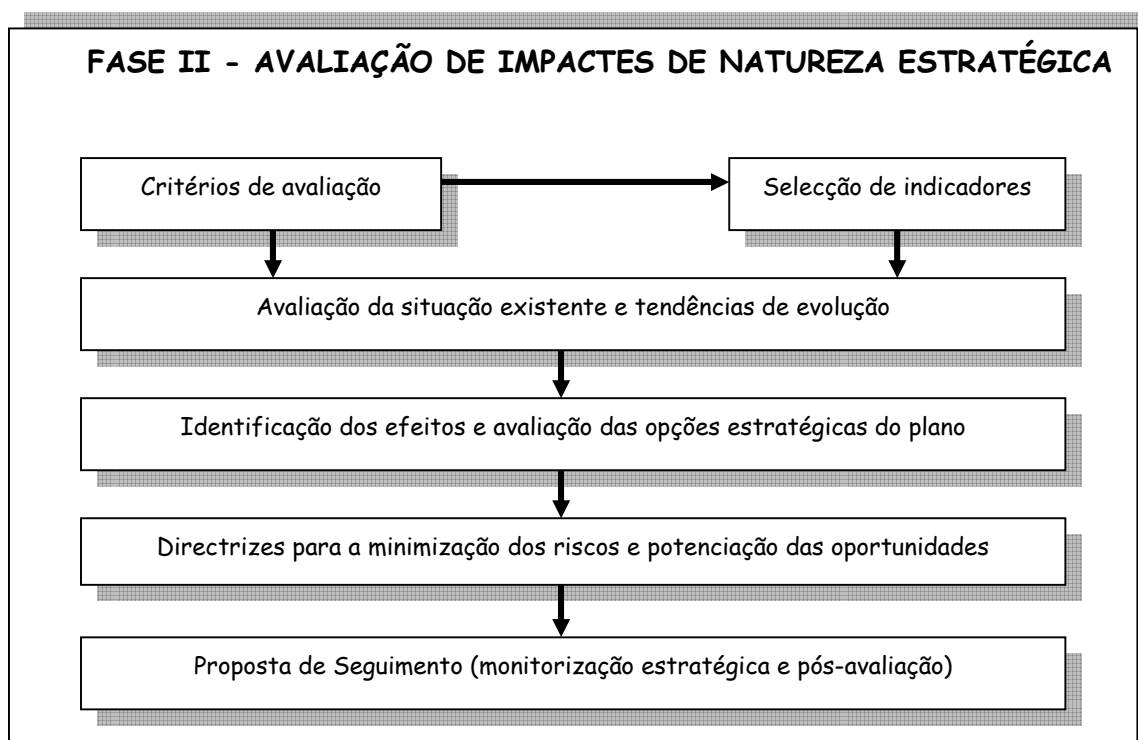 FASE II - AVALIAÇÃO DE IMPACTES DE NATUREZA ESTRATÉGICA
Critérios de avaliação
Selecção de indicadores
Avaliação da situação existente e tendências de evolução
Identificação dos efeitos e avaliação das opções estratégicas do plano
Directrizes para a minimização dos riscos e potenciação das oportunidades
Proposta de Seguimento (monitorização estratégica e pós-avaliação)